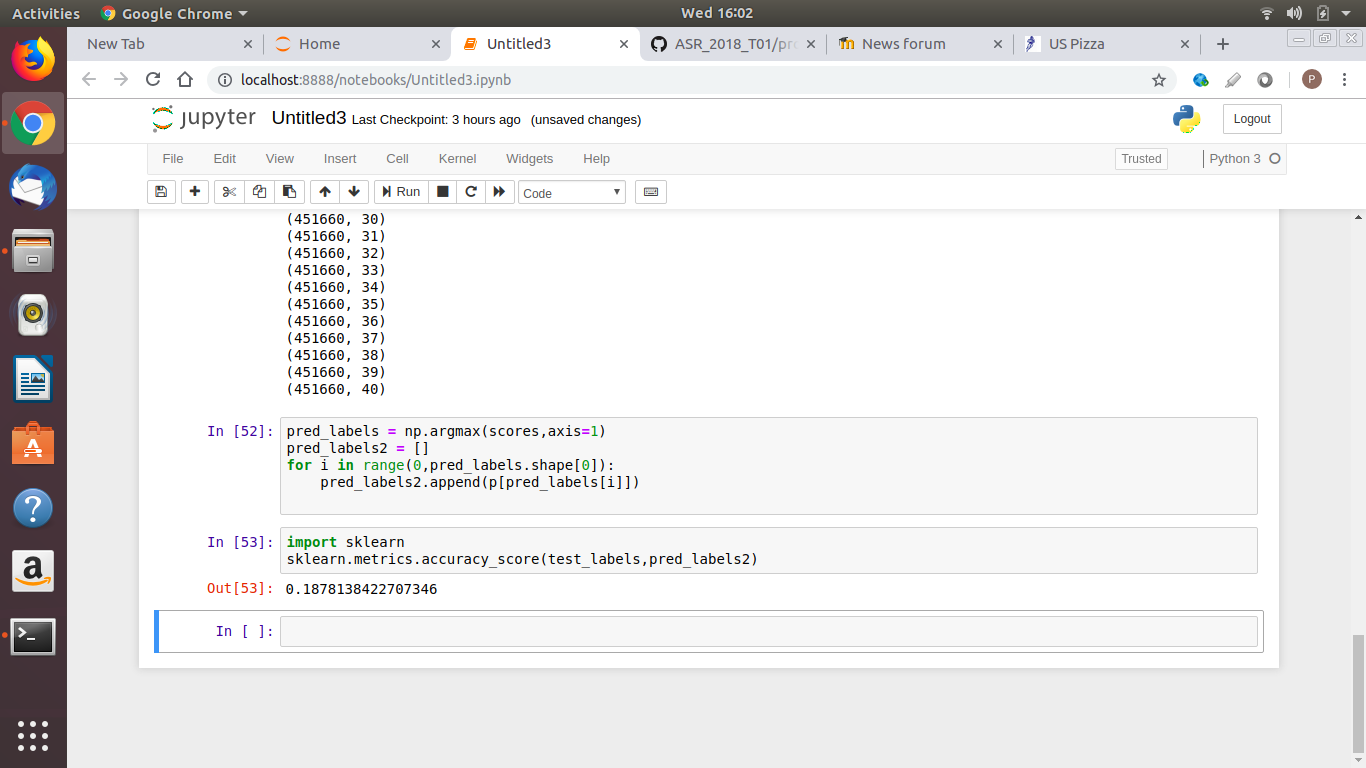 Activities Google Chrome Wed 16:02
New Tab Home Untitled3 ASR_2018_T01/pr News forum US Pizza
localhost:8888/notebooks/Untitled3.ipynb P
jupyter Untitled3 Last Checkpoint: 3 hours ago (unsaved changes) Logout
File Edit View Insert Cell Kernel Widgets Help Trusted Python 3
Run Code
(451660, 30)
(451660, 31)
(451660, 32)
(451660, 33)
(451660, 34)
(451660, 35)
(451660, 36)
(451660, 37)
(451660, 38)
(451660, 39)
(451660, 40)
In [52]: pred_labels = np.argmax(scores,axis=1)
pred_labels2 = []
for i in range(0,pred_labels.shape[0]):
pred_labels2.append(p[pred_labels[i]])
In [53]: import sklearn
sklearn.metrics.accuracy_score(test_labels,pred_labels2)
Out[53]: 0.1878138422707346
In [ ]: